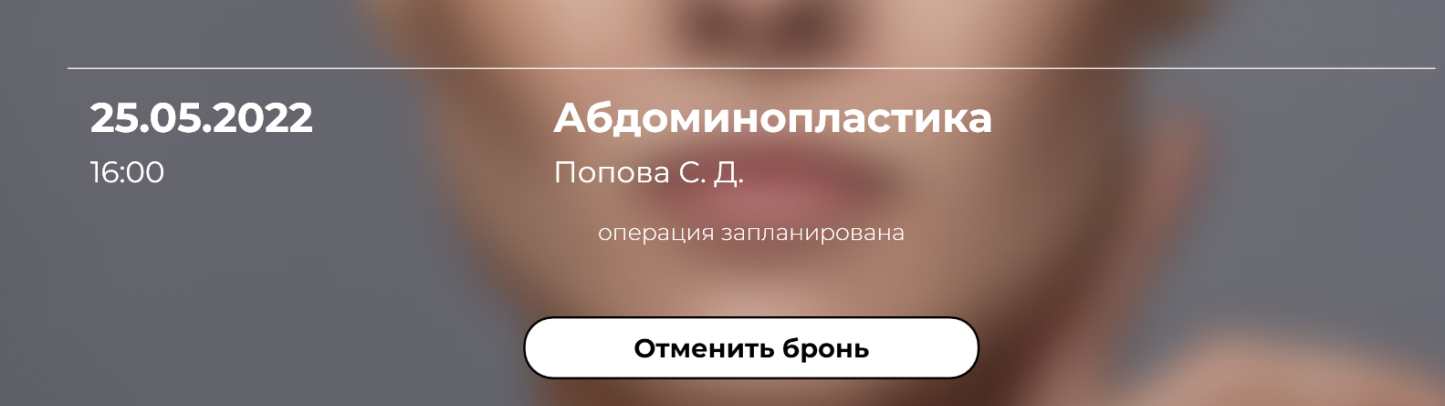 25.05.2022
Абдоминопластика
16:00
Попова С. Д.
операция запланирована
Отменить бронь